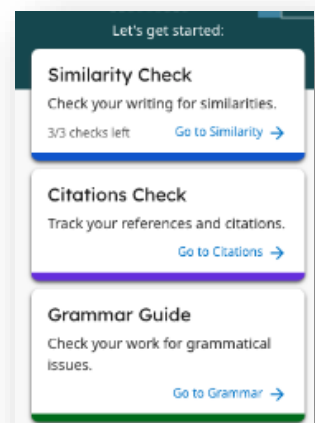 Let's get started:
Similarity Check
Check your writing for similarities.
3/3 checks left Go to Similarity →
Citations Check
Track your references and citations.
Go to Citations →
Grammar Guide
Check your work for grammatical
issues.
Go to Grammar →